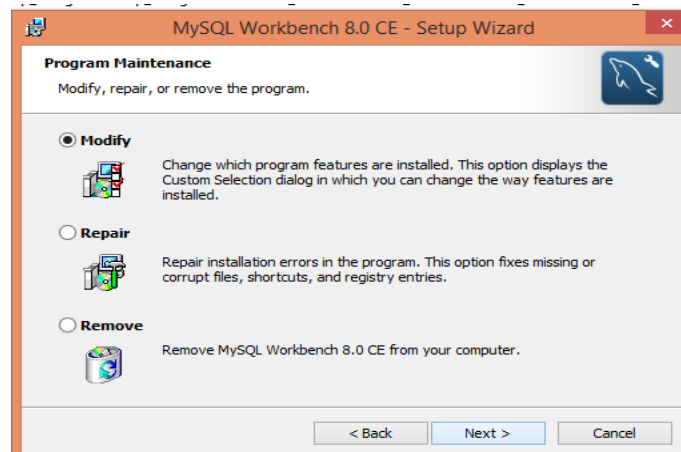 MySQL Workbench 8.0 CE - Setup Wizard
Program Maintenance
Modify, repair, or remove the program.
Modify
Change which program features are installed. This option displays the
Custom Selection dialog in which you can change the way features are
installed.
Repair
Repair installation errors in the program. This option fixes missing or
corrupt files, shortcuts, and registry entries.
Remove
Remove MySQL Workbench 8.0 CE from your computer.
< Back Next > Cancel